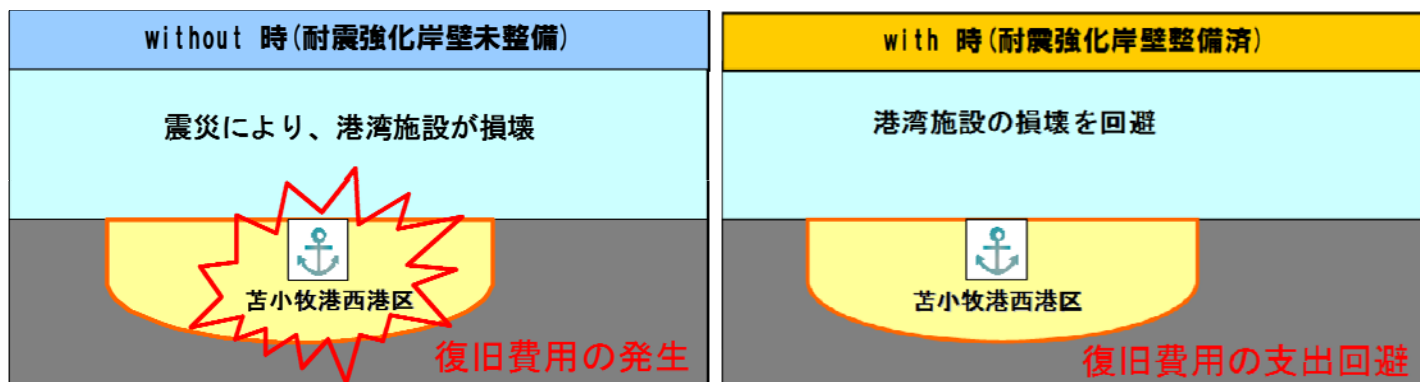 without 時(耐震強化岸壁未整備)
震災により、港湾施設が損壊
苫小牧港西港区
復旧費用の発生
with 時(耐震強化岸壁整備済)
港湾施設の損壊を回避
苫小牧港西港区
復旧費用の支出回避